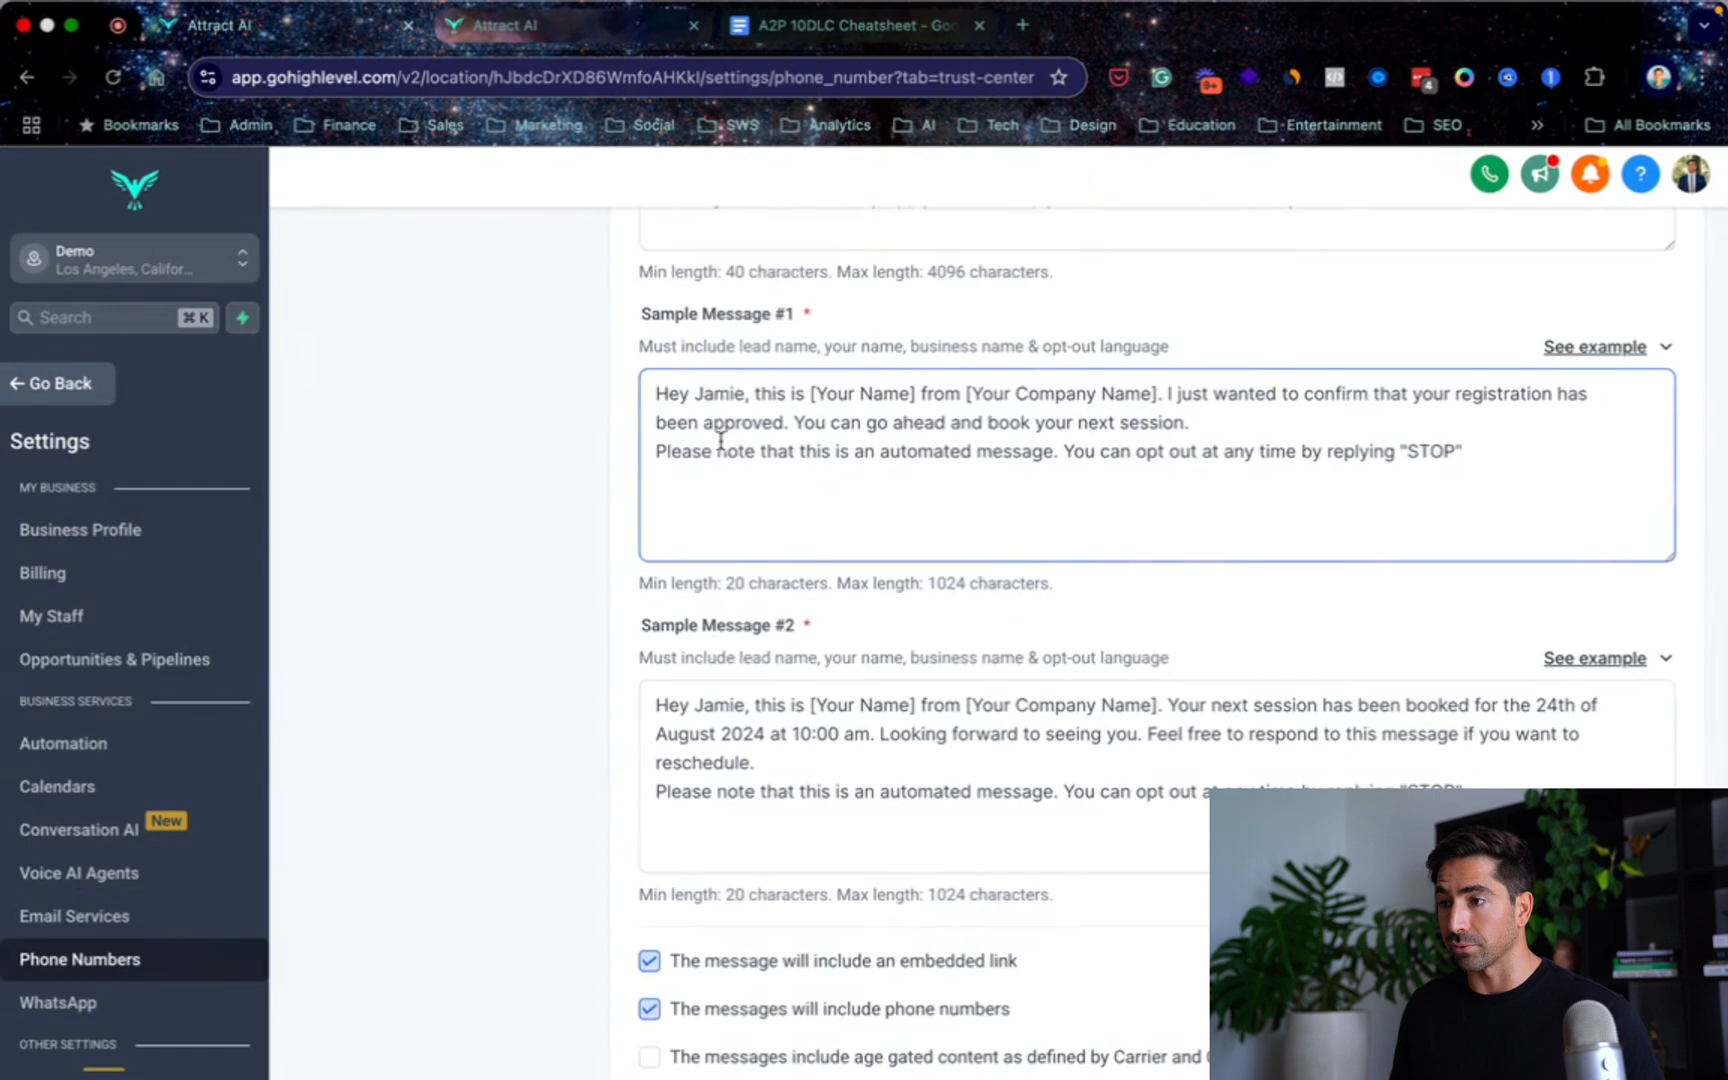 Attract AI
Attract AI
A2P 10DLC Cheatsheet - Goo
app.gohighlevel.com/v2/location/hJbdcDrXD86WmfoAHKkI/settings/phone_number?tab=trust-center
9+
4
Bookmarks
Admin
Finance
Sales
Marketing
Social
SWS
Analytics
AI
Tech
Design
Education
Entertainment
SEO
All Bookmarks
Demo
Los Angeles, Califor...
Search
⌘ K
Go Back
Settings
MY BUSINESS
Business Profile
Billing
My Staff
Opportunities & Pipelines
BUSINESS SERVICES
Automation
Calendars
Conversation AI New
Voice AI Agents
Email Services
Phone Numbers
WhatsApp
OTHER SETTINGS
Min length: 40 characters. Max length: 4096 characters.
Sample Message #1 *
Must include lead name, your name, business name & opt-out language
See example
Hey Jamie, this is [Your Name] from [Your Company Name]. I just wanted to confirm that your registration has
been approved. You can go ahead and book your next session.
Please note that this is an automated message. You can opt out at any time by replying "STOP"
Min length: 20 characters. Max length: 1024 characters.
Sample Message #2 *
Must include lead name, your name, business name & opt-out language
See example
Hey Jamie, this is [Your Name] from [Your Company Name]. Your next session has been booked for the 24th of
August 2024 at 10:00 am. Looking forward to seeing you. Feel free to respond to this message if you want to
reschedule.
Please note that this is an automated message. You can opt out at any time by replying "STOP"
Min length: 20 characters. Max length: 1024 characters.
The message will include an embedded link
The messages will include phone numbers
The messages include age gated content as defined by Carrier and